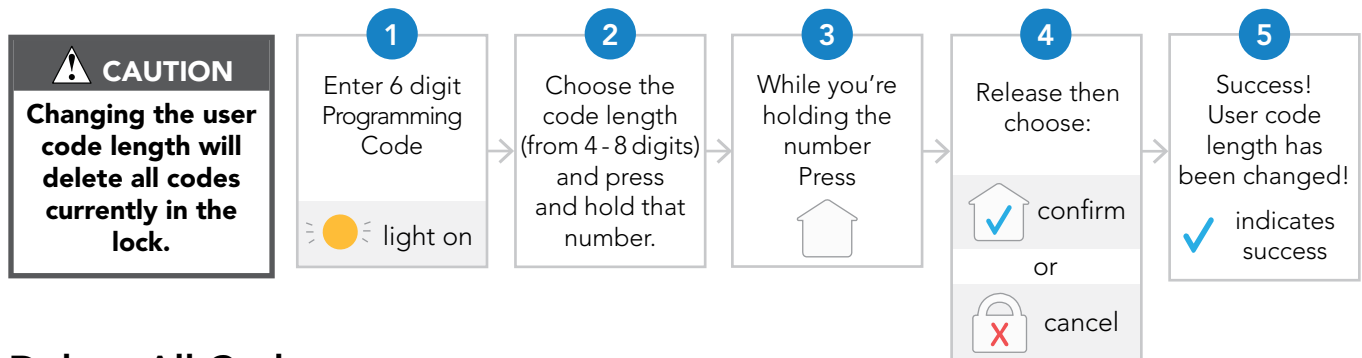 CAUTION
Changing the user
code length will
delete all codes
currently in the
lock.
1
Enter 6 digit
Programming
Code
light on
2
Choose the
code length
(from 4 - 8 digits)
and press
and hold that
number.
3
While you're
holding the
number
Press
4
Release then
choose:
confirm
or
cancel
5
Success!
User code
length has
been changed!
indicates
success